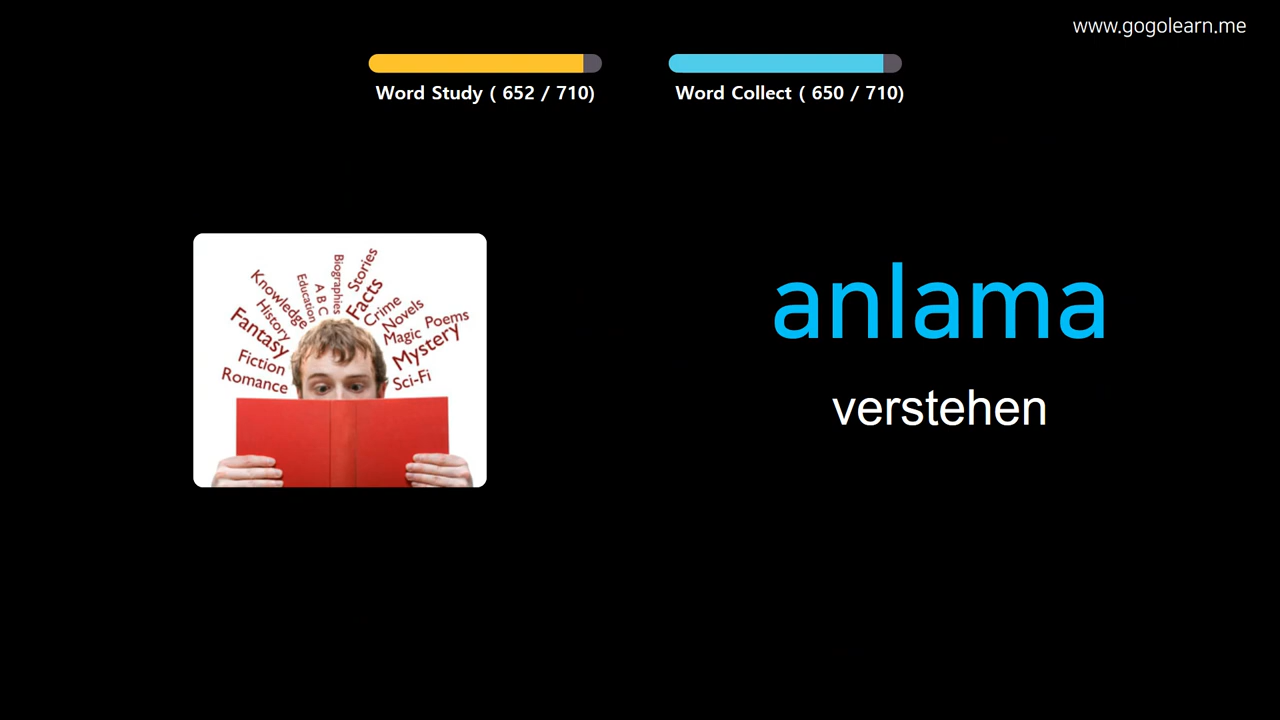 www.gogolearn.me
Word Study ( 652 / 710)
Word Collect ( 650 / 710)
Knowledge
History
Fantasy
Fiction
Romance
Education
A B C
Biographies
Stories
Facts
Crime
Novels
Magic
Poems
Mystery
Sci-Fi
anlama
verstehen